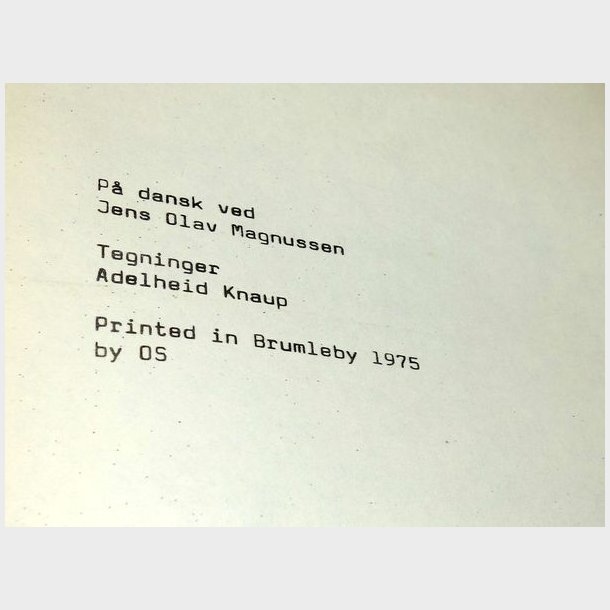 På dansk ved
Jens Olav Magnussen
Tegninger
Adelheid Knaup
Printed in Brumleby 1975
by OS